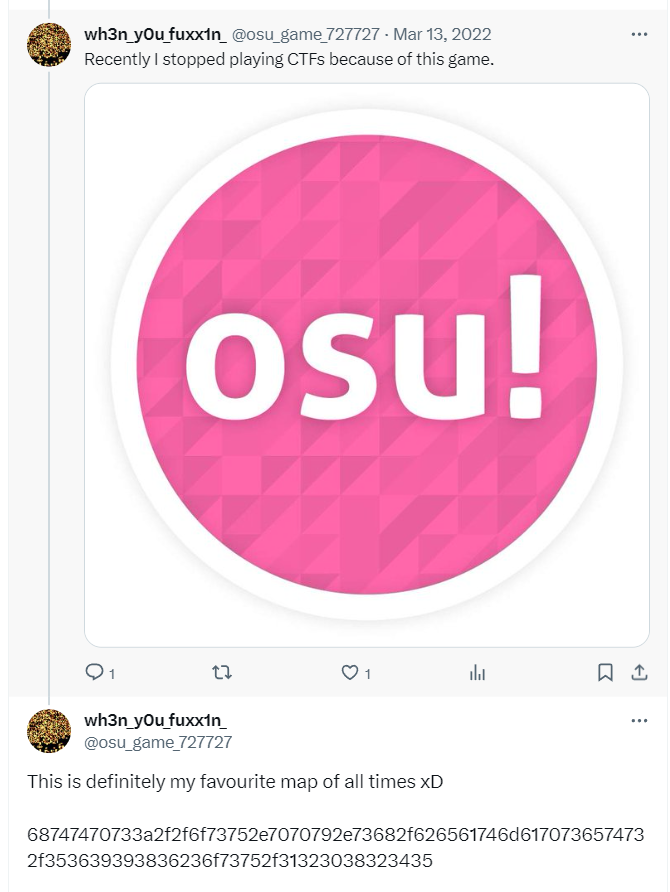 wh3n_y0u_fuxx1n_ @osu_game_727727 · Mar 13, 2022
Recently I stopped playing CTFs because of this game.
osu!
1
1
wh3n_y0u_fuxx1n_
@osu_game_727727
This is definitely my favourite map of all times xD
68747470733a2f2f6f73752e7070792e73682f626561746d617073657473
2f353639393836236f73752f31323038323435